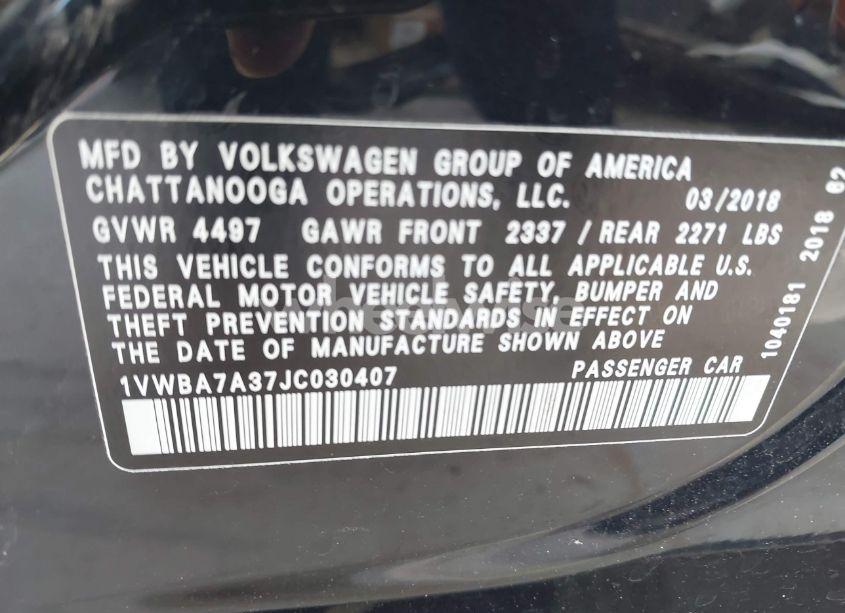 MFD BY VOLKSWAGEN GROUP OF AMERICA
CHATTANOOGA OPERATIONS, LLC. 03/2018
GVWR 4497 GAWR FRONT 2337 / REAR 2271 LBS
THIS VEHICLE CONFORMS TO ALL APPLICABLE U.S.
FEDERAL MOTOR VEHICLE SAFETY, BUMPER AND
THEFT PREVENTION STANDARDS IN EFFECT ON
THE DATE OF MANUFACTURE SHOWN ABOVE
1VWBA7A37JC030407 PASSENGER CAR
1040181 2018 82